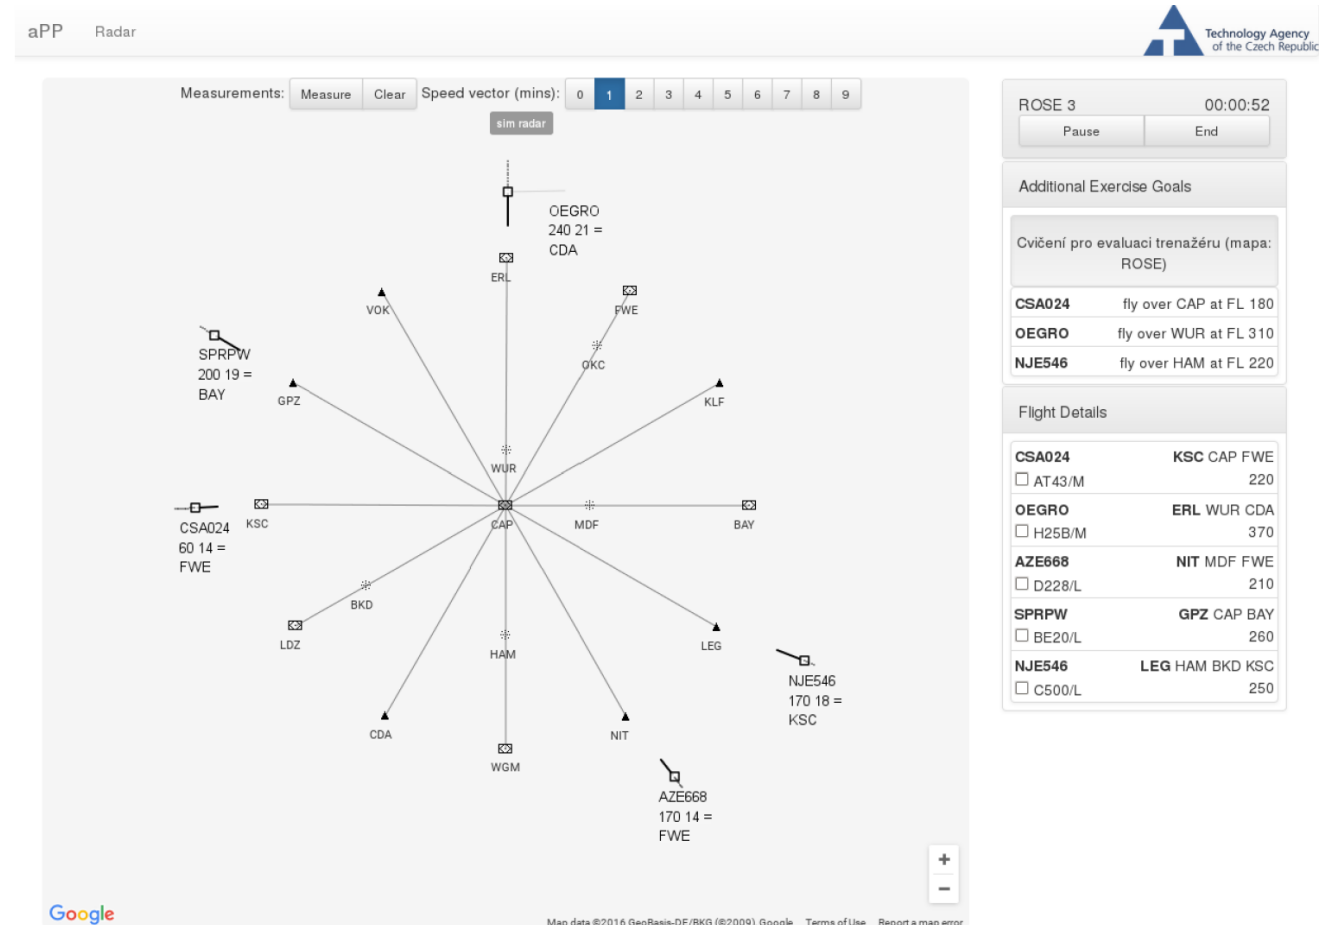 aPP Radar
Technology Agency
of the Czech Republic
Measurements: Measure Clear Speed vector (mins): 0 1 2 3 4 5 6 7 8 9
sim radar
ROSE 3 00:00:52
Pause End
Additional Exercise Goals
Cvičení pro evaluaci trenažéru (mapa:
ROSE)
CSA024 fly over CAP at FL 180
OEGRO fly over WUR at FL 310
NJE546 fly over HAM at FL 220
Flight Details
CSA024 KSC CAP FWE
AT43/M 220
OEGRO ERL WUR CDA
H25B/M 370
AZE668 NIT MDF FWE
D228/L 210
SPRPW GPZ CAP BAY
BE20/L 260
NJE546 LEG HAM BKD KSC
C500/L 250
OEGRO
240 21 =
CDA
ERL
VOK
FWE
SPRPW
200 19 =
BAY
OKC
GPZ
KLF
WUR
CSA024
60 14 =
FWE
KSC
CAP
MDF
BAY
BKD
LDZ
HAM
LEG
NJE546
170 18 =
KSC
CDA
NIT
WGM
AZE668
170 14 =
FWE
+
−
Google
Map data ©2016 GeoBasis-DE/BKG (©2009), Google Terms of Use Report a map error